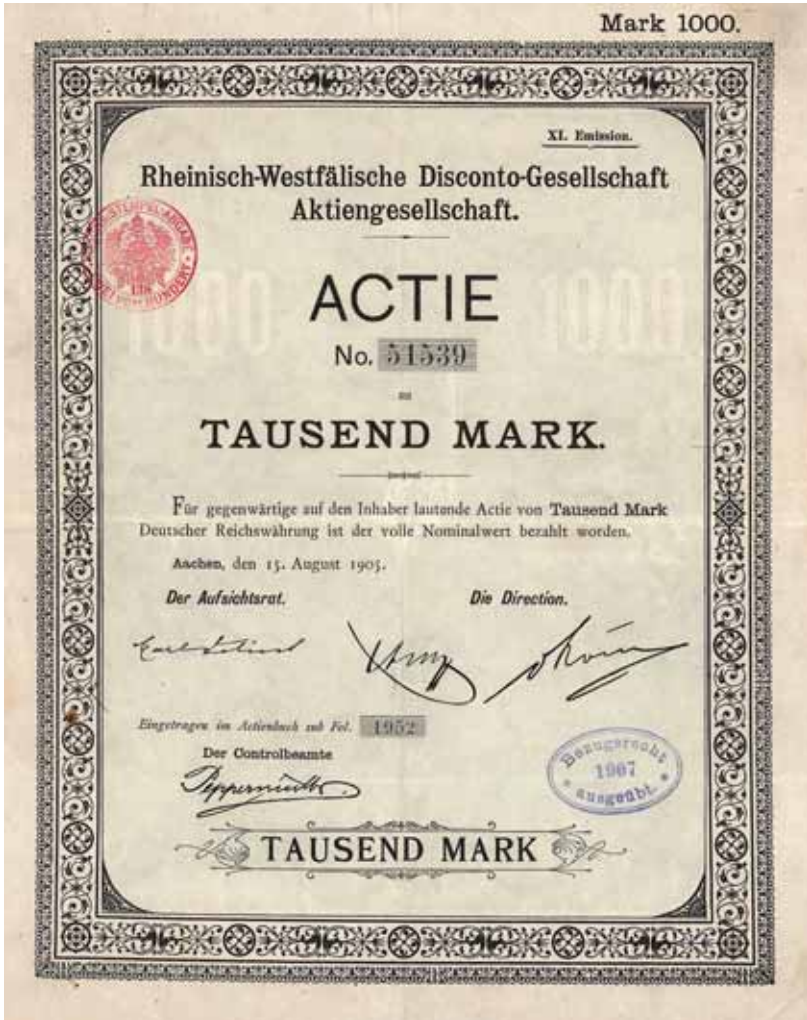 Mark 1000.
XI. Emission.
Rheinisch-Westfälische Disconto-Gesellschaft
Aktiengesellschaft.
1000 1000
ACTIE
No. 51539
TAUSEND MARK.
Für gegenwärtige auf den Inhaber lautende Actie von Tausend Mark
Deutscher Reichswährung ist der volle Nominalwert bezahlt worden.
Aachen, den 15. August 1905.
Der Aufsichtsrat. Die Direction.
Eingetragen im Actienbuch sub Fol. 1952
Der Controlbeamte
Bezugsrecht
1907
ausgeübt.
TAUSEND MARK